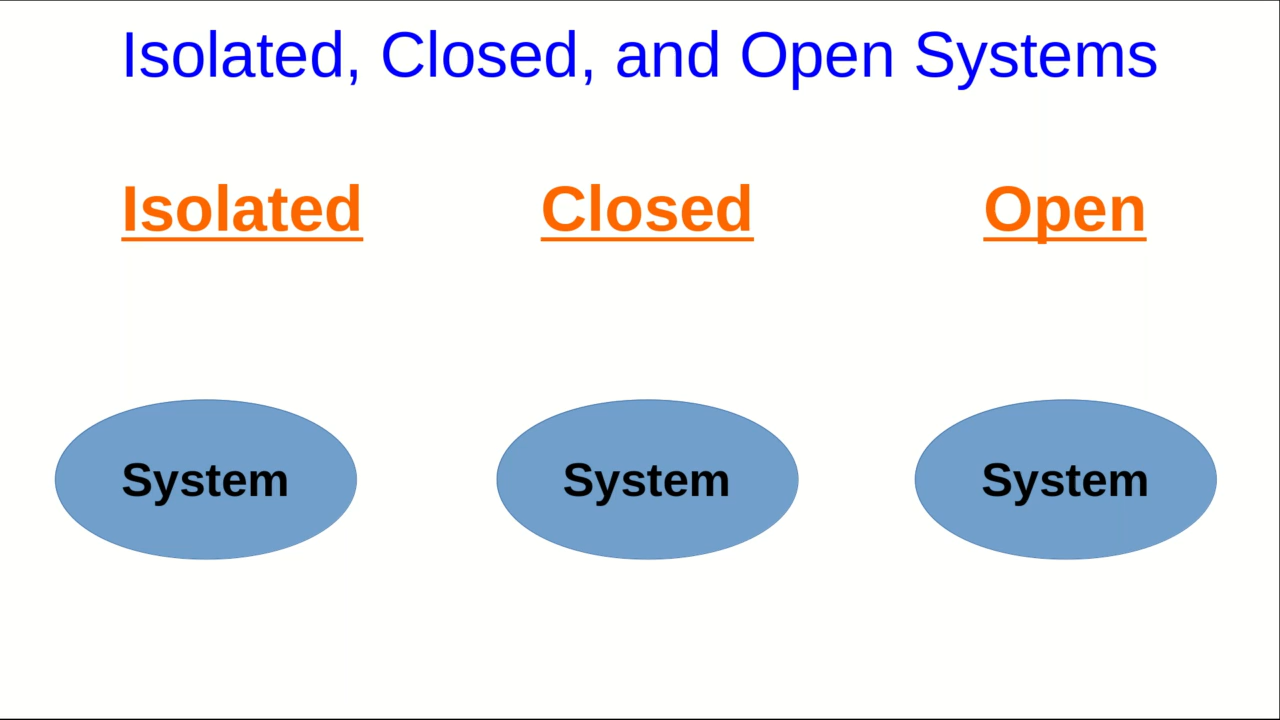 Isolated, Closed, and Open Systems
Isolated Closed Open
System System System